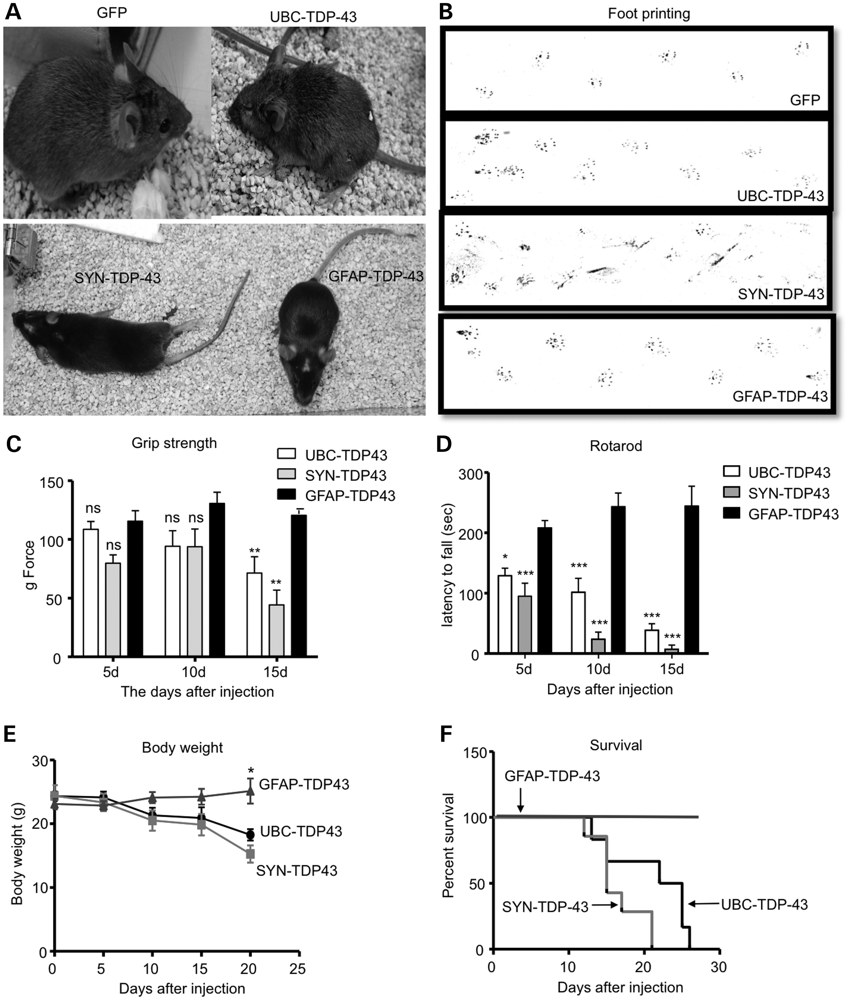 A
GFP
UBC-TDP-43
SYN-TDP-43
GFAP-TDP-43
B
Foot printing
GFP
UBC-TDP-43
SYN-TDP-43
GFAP-TDP-43
C
Grip strength
UBC-TDP43
SYN-TDP43
GFAP-TDP43
150
100
50
0
g Force
ns
ns
ns
ns
**
**
5d
10d
15d
The days after injection
D
Rotarod
UBC-TDP43
SYN-TDP43
GFAP-TDP43
300
200
100
0
latency to fall (sec)
*
***
***
***
***
***
5d
10d
15d
Days after injection
E
Body weight
30
20
10
0
Body weight (g)
*
GFAP-TDP43
UBC-TDP43
SYN-TDP43
0 5 10 15 20 25
Days after injection
F
Survival
150
100
50
0
Percent survival
GFAP-TDP-43
SYN-TDP-43
UBC-TDP-43
0 10 20 30
Days after injection